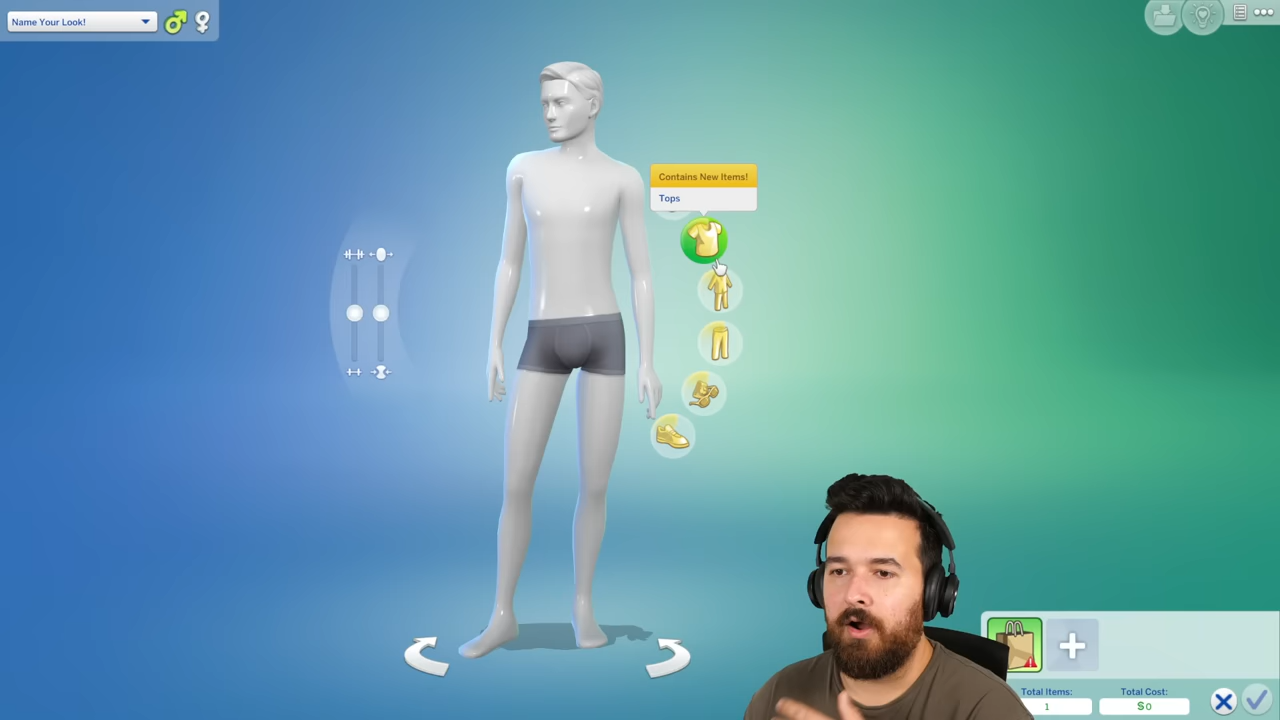 Name Your Look!
Contains New Items!
Tops
Total Items:
Total Cost:
1
§0